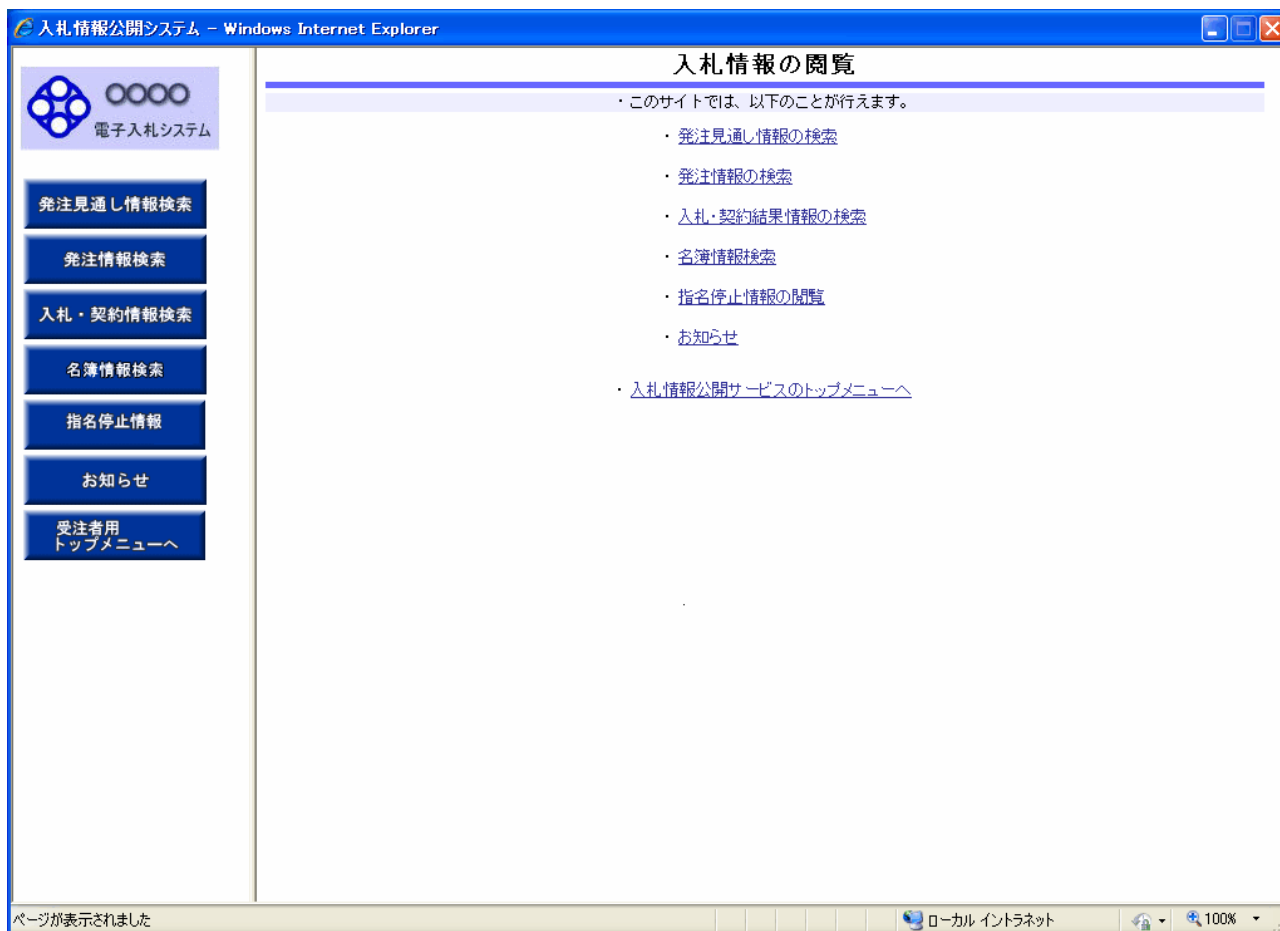 入札情報公開システム - Windows Internet Explorer
○○○○
電子入札システム
発注見通し情報検索
発注情報検索
入札・契約情報検索
名簿情報検索
指名停止情報
お知らせ
受注者用
トップメニューへ
入札情報の閲覧
・このサイトでは、以下のことが行えます。
・ 発注見通し情報の検索
・ 発注情報の検索
・ 入札・契約結果情報の検索
・ 名簿情報検索
・ 指名停止情報の閲覧
・ お知らせ
・ 入札情報公開サービスのトップメニューへ
ページが表示されました
ローカル イントラネット
100%